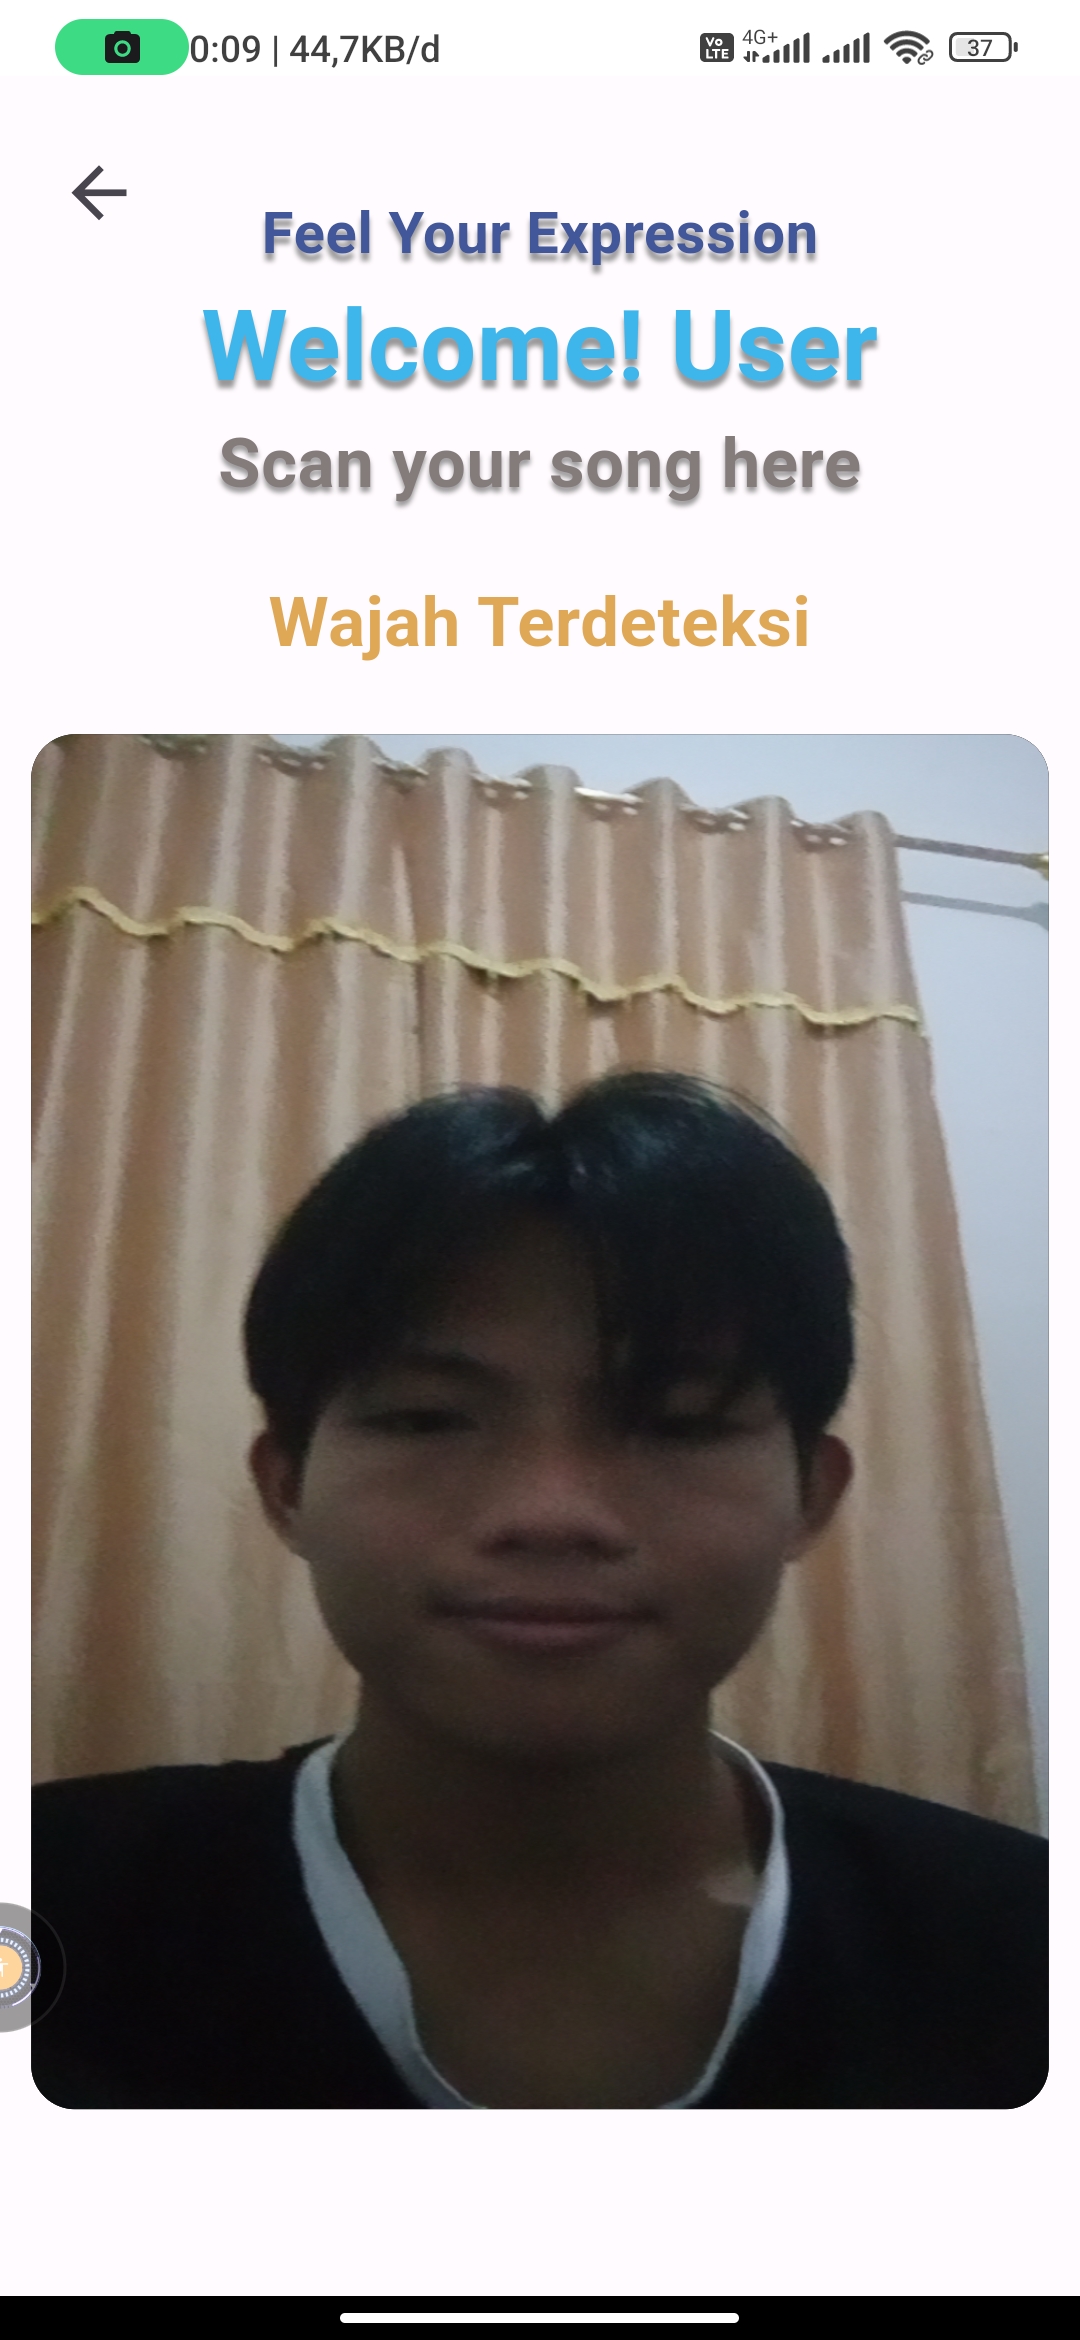 0:09 | 44,7KB/d
Vo LTE 4G+ 37
Feel Your Expression
Welcome! User
Scan your song here
Wajah Terdeteksi